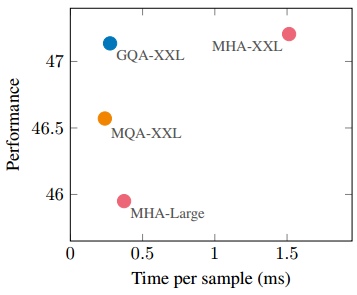 47
GQA-XXL
MHA-XXL
46.5
MQA-XXL
46
MHA-Large
Performance
0
0.5
1
1.5
Time per sample (ms)